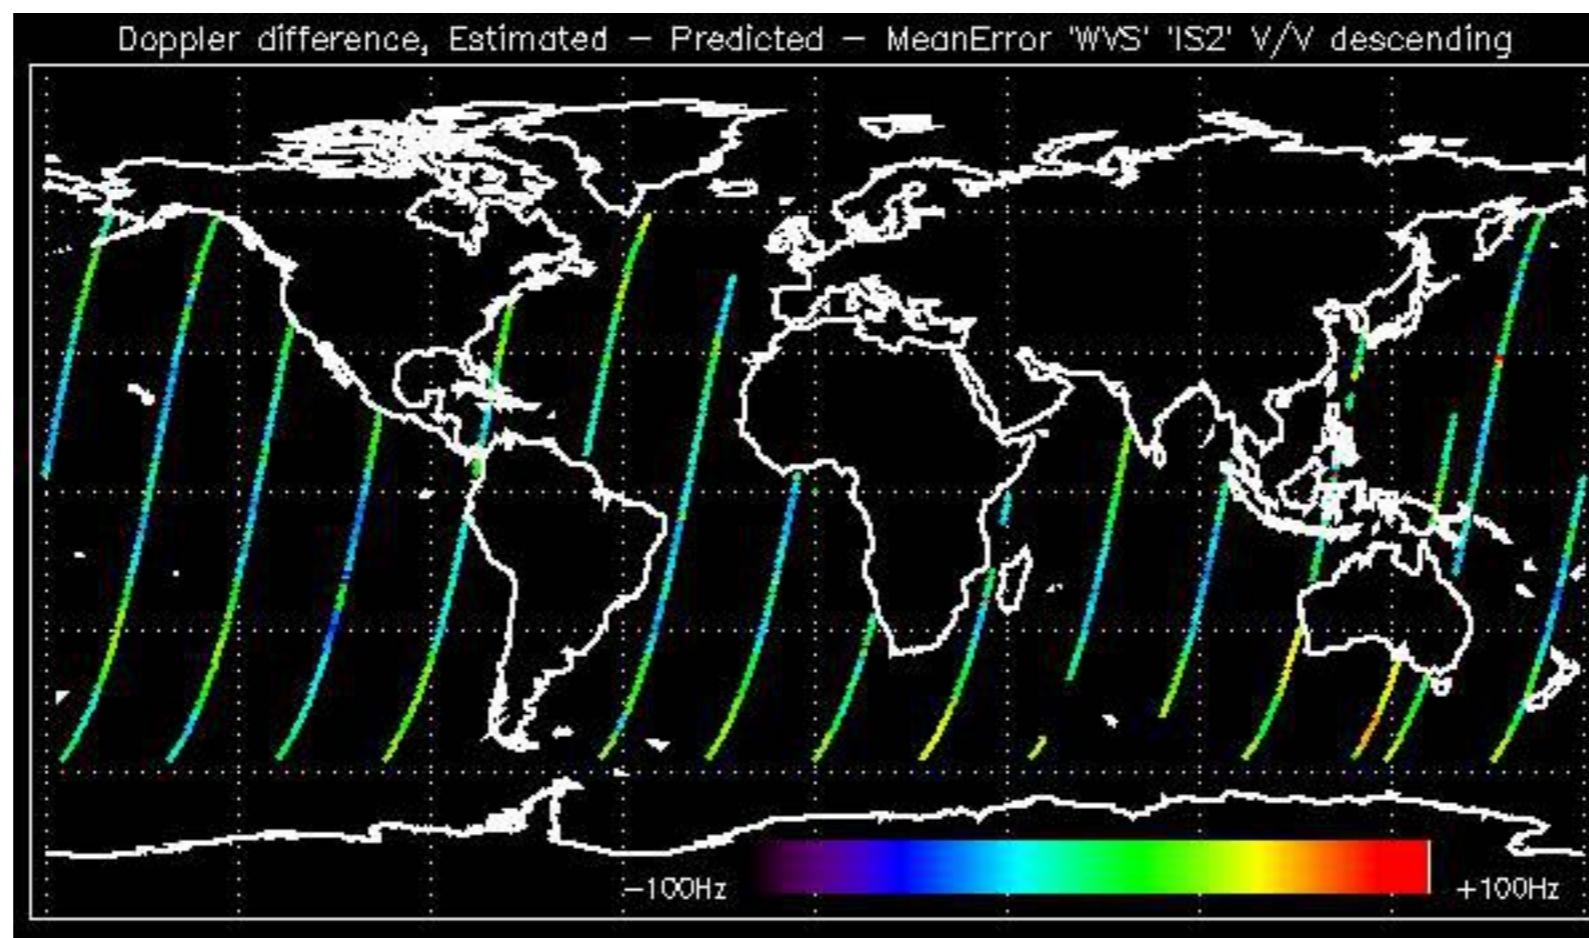 Doppler difference, Estimated – Predicted – MeanError 'WVS' 'IS2' V/V descending
-100Hz
+100Hz